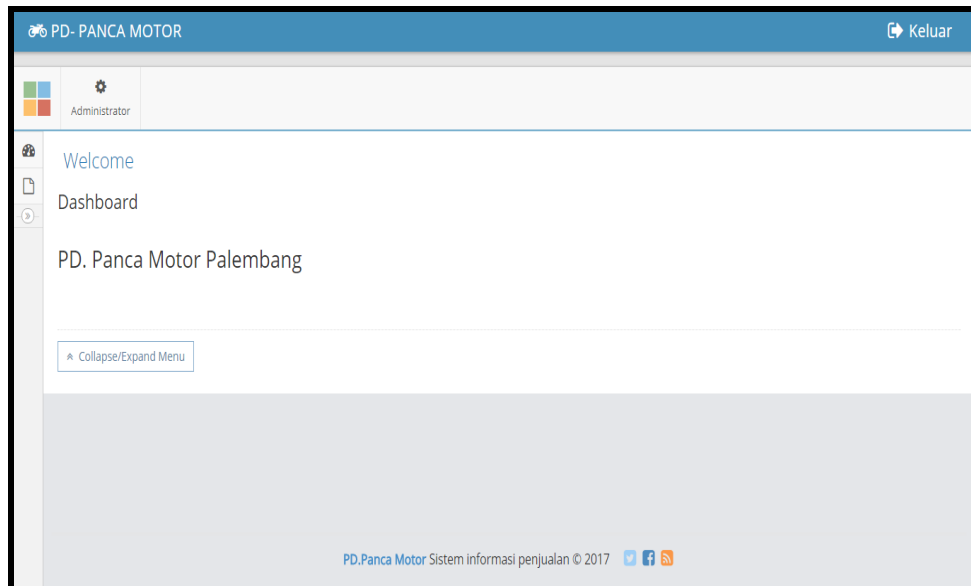 PD- PANCA MOTOR
Keluar
Administrator
Welcome
Dashboard
PD. Panca Motor Palembang
Collapse/Expand Menu
PD.Panca Motor Sistem informasi penjualan © 2017